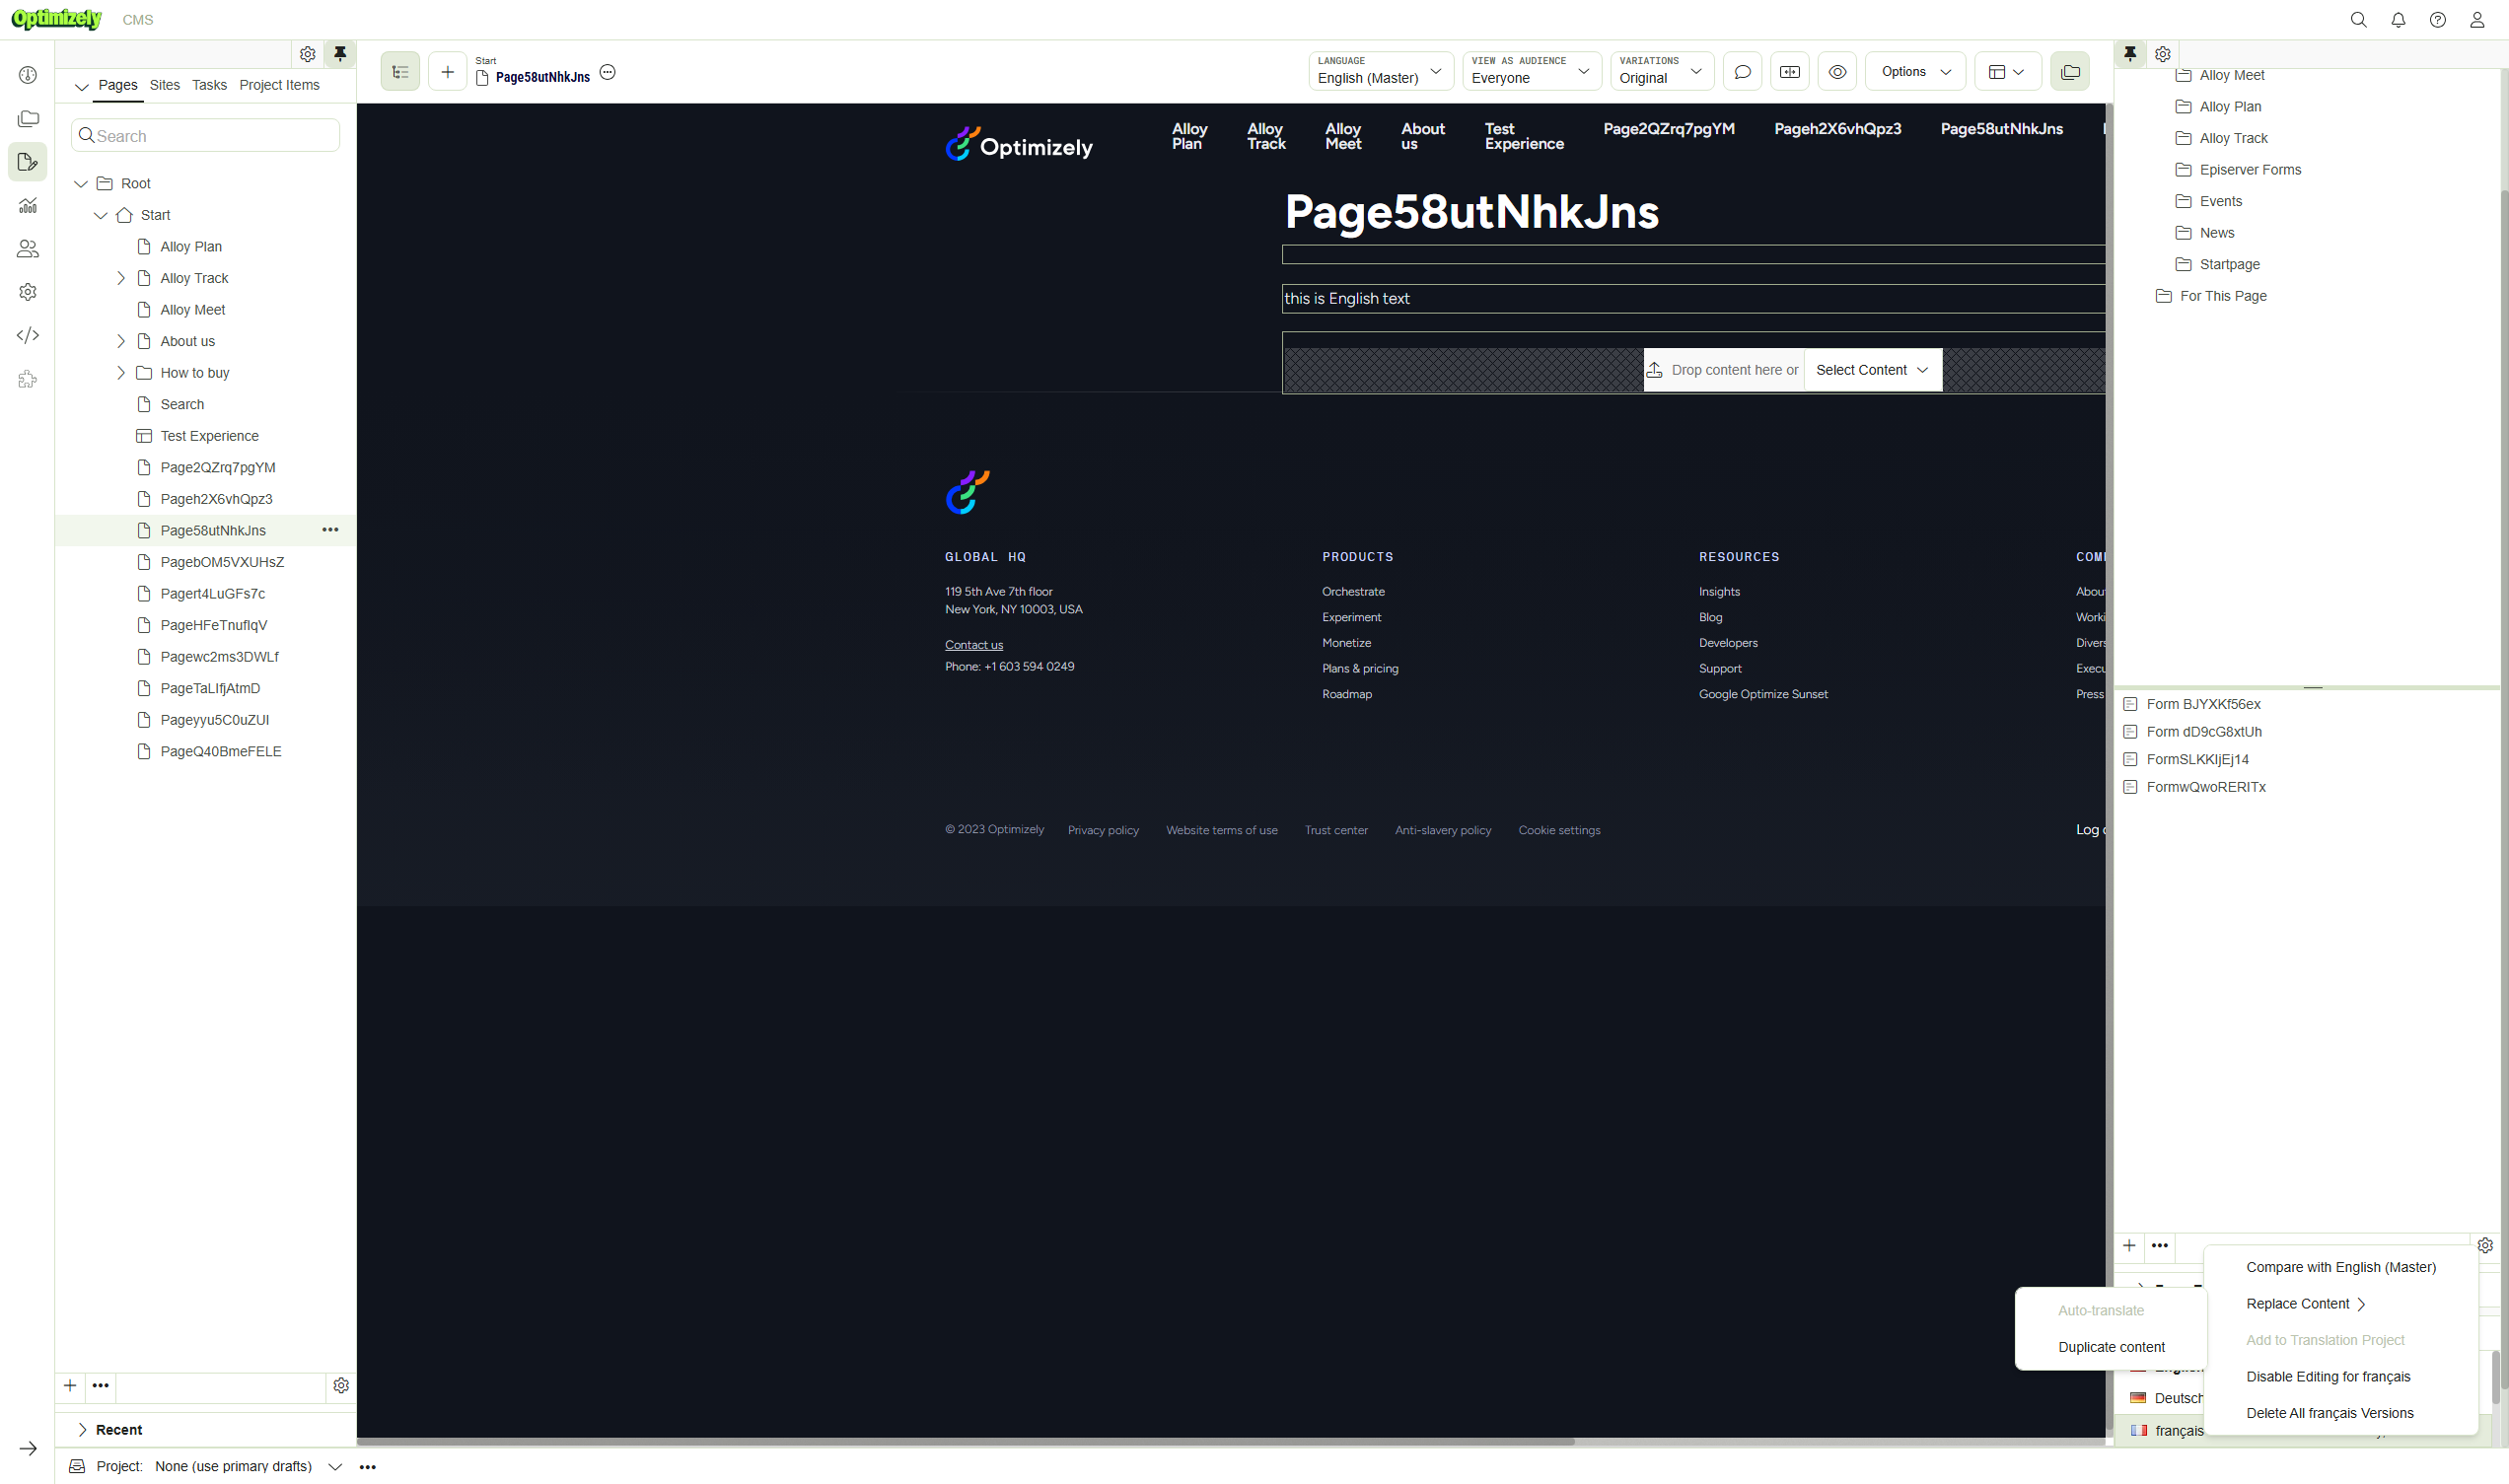 Optimizely CMS
Pages Sites Tasks Project Items
Search
Root
Start
Alloy Plan
Alloy Track
Alloy Meet
About us
How to buy
Search
Test Experience
Page2QZrq7pgYM
Pageh2X6vhQpz3
Page58utNhkJns
PagebOM5VXUHsZ
Pagert4LuGFs7c
PageHFeTnuflqV
Pagewc2ms3DWLf
PageTaLIfjAtmD
Pageyyu5C0uZUI
PageQ40BmeFELE
Recent
Project: None (use primary drafts)
Start
Page58utNhkJns
LANGUAGE
English (Master)
VIEW AS AUDIENCE
Everyone
VARIATIONS
Original
Options
Optimizely
Alloy Plan
Alloy Track
Alloy Meet
About us
Test Experience
Page2QZrq7pgYM
Pageh2X6vhQpz3
Page58utNhkJns
Page58utNhkJns
this is English text
Drop content here or Select Content
GLOBAL HQ
119 5th Ave 7th floor
New York, NY 10003, USA
Contact us
Phone: +1 603 594 0249
PRODUCTS
Orchestrate
Experiment
Monetize
Plans & pricing
Roadmap
RESOURCES
Insights
Blog
Developers
Support
Google Optimize Sunset
COM
Abou
Worki
Divers
Execu
Press
© 2023 Optimizely Privacy policy Website terms of use Trust center Anti-slavery policy Cookie settings
Log
Alloy Meet
Alloy Plan
Alloy Track
Episerver Forms
Events
News
Startpage
For This Page
Form BJYXKf56ex
Form dD9cG8xtUh
FormSLKKIjEj14
FormwQwoRERITx
Compare with English (Master)
Replace Content
Add to Translation Project
Disable Editing for français
Delete All français Versions
Auto-translate
Duplicate content
Deutsch
français